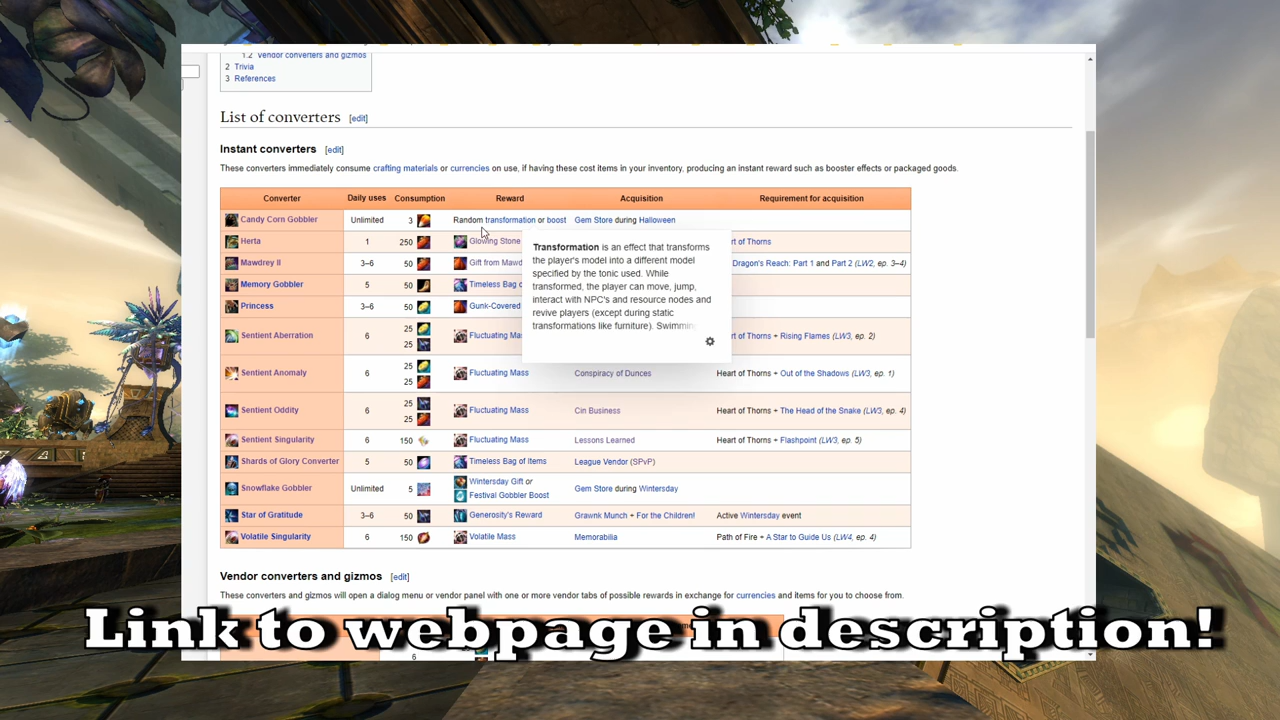 1.2 Vendor converters and gizmos
2 Trivia
3 References
List of converters [edit]
Instant converters [edit]
These converters immediately consume crafting materials or currencies on use, if having these cost items in your inventory, producing an instant reward such as booster effects or packaged goods.
Converter Daily uses Consumption Reward Acquisition Requirement for acquisition
Candy Corn Gobbler Unlimited 3 Random transformation or boost Gem Store during Halloween
Herta 1 250 Glowing Stone rt of Thorns
Mawdrey II 3–6 50 Gift from Mawd Dragon's Reach: Part 1 and Part 2 (LW2, ep. 3–4)
Memory Gobbler 5 50 Timeless Bag o
Princess 3–6 50 Gunk-Covered
Sentient Aberration 6 25 25 Fluctuating Ma rt of Thorns + Rising Flames (LW3, ep. 2)
Sentient Anomaly 6 25 25 Fluctuating Mass Conspiracy of Dunces Heart of Thorns + Out of the Shadows (LW3, ep. 1)
Sentient Oddity 6 25 25 Fluctuating Mass Cin Business Heart of Thorns + The Head of the Snake (LW3, ep. 4)
Sentient Singularity 6 150 Fluctuating Mass Lessons Learned Heart of Thorns + Flashpoint (LW3, ep. 5)
Shards of Glory Converter 5 50 Timeless Bag of Items League Vendor (SPvP)
Snowflake Gobbler Unlimited 5 Wintersday Gift or Festival Gobbler Boost Gem Store during Wintersday
Star of Gratitude 3–6 50 Generosity's Reward Grawnk Munch + For the Children! Active Wintersday event
Volatile Singularity 6 150 Volatile Mass Memorabilia Path of Fire + A Star to Guide Us (LW4, ep. 4)
Transformation is an effect that transforms
the player's model into a different model
specified by the tonic used. While
transformed, the player can move, jump,
interact with NPC's and resource nodes and
revive players (except during static
transformations like furniture). Swimmin
Vendor converters and gizmos [edit]
These converters and gizmos will open a dialog menu or vendor panel with one or more vendor tabs of possible rewards in exchange for currencies and items for you to choose from.
Link to webpage in description!
6